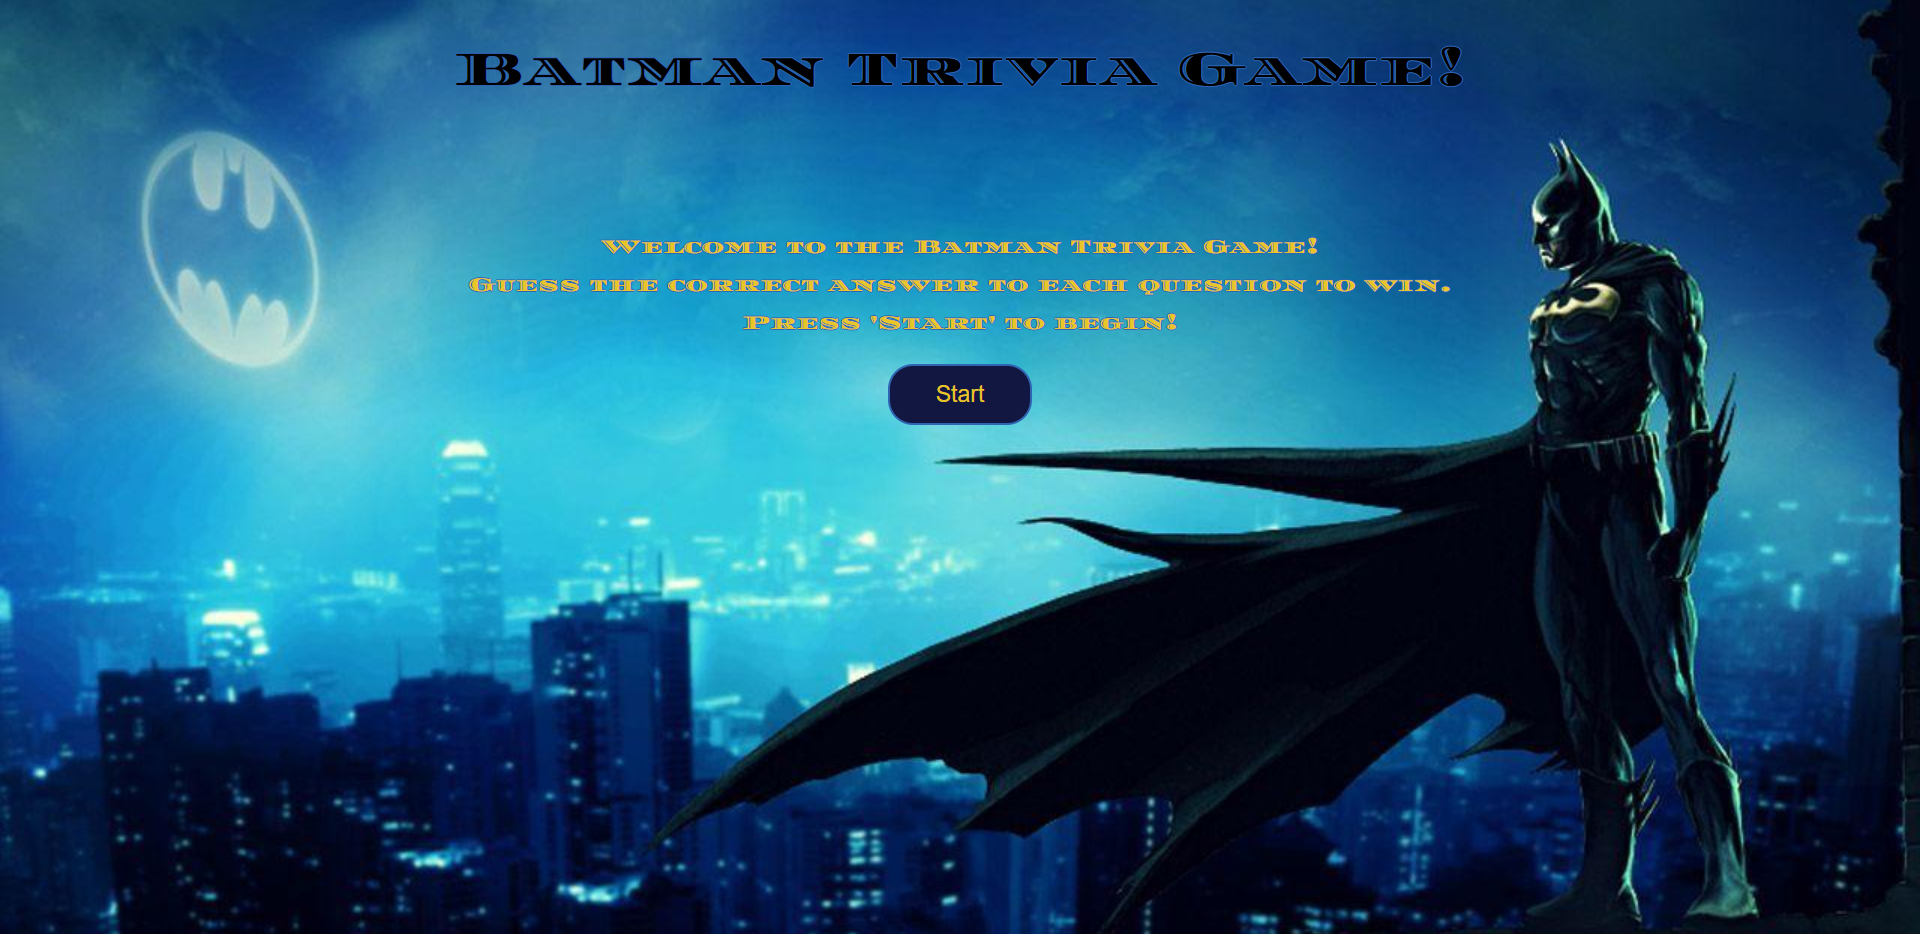 Batman Trivia Game!
Welcome to the Batman Trivia Game!
Guess the correct answer to each question to win.
Press 'Start' to begin!
Start